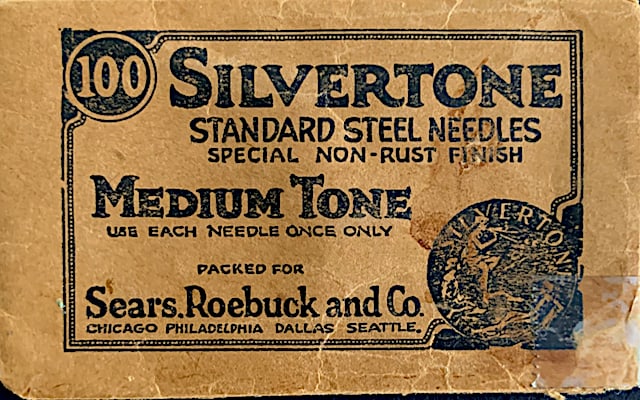 100
SILVERTONE
STANDARD STEEL NEEDLES
SPECIAL NON-RUST FINISH
MEDIUM TONE
USE EACH NEEDLE ONCE ONLY
PACKED FOR
Sears.Roebuck and Co.
CHICAGO PHILADELPHIA DALLAS SEATTLE.
SILVERTONE